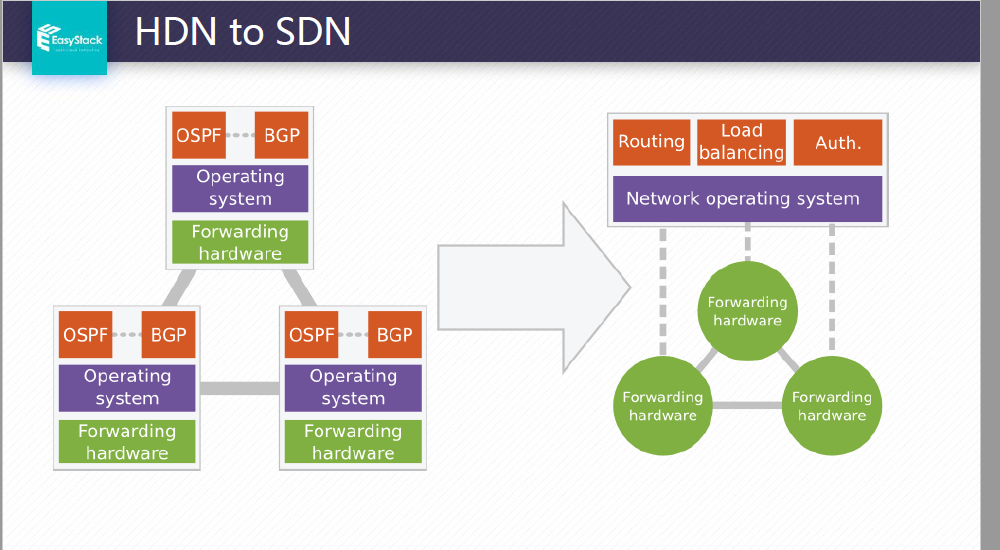 EasyStack
HDN to SDN
OSPF
BGP
Operating
system
Forwarding
hardware
OSPF
BGP
Operating
system
Forwarding
hardware
OSPF
BGP
Operating
system
Forwarding
hardware
Routing
Load
balancing
Auth.
Network operating system
Forwarding
hardware
Forwarding
hardware
Forwarding
hardware